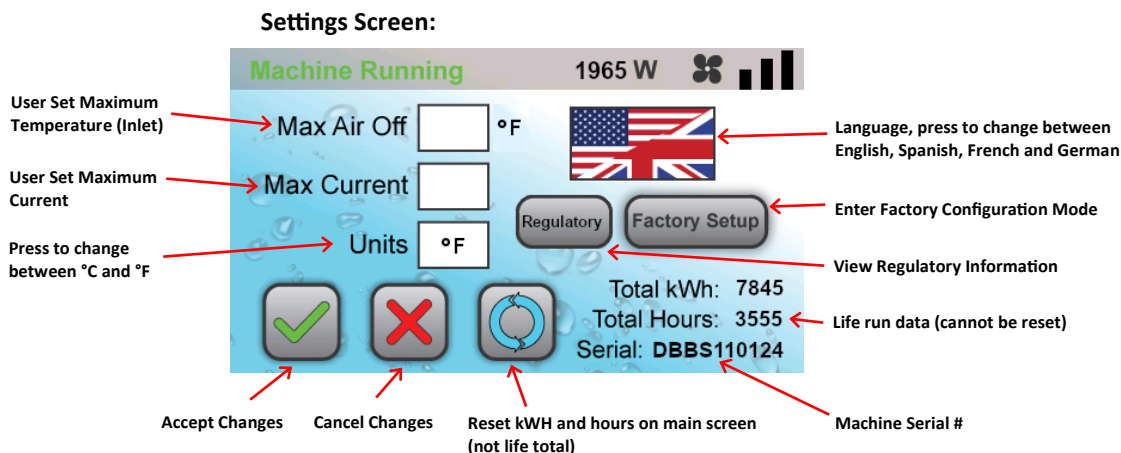 Settings Screen:
Machine Running 1965 W
User Set Maximum
Temperature (Inlet)
Max Air Off °F
Language, press to change between
English, Spanish, French and German
User Set Maximum
Current
Max Current
Regulatory
Factory Setup
Enter Factory Configuration Mode
Press to change
between °C and °F
Units °F
View Regulatory Information
Total kWh: 7845
Total Hours: 3555
Life run data (cannot be reset)
Serial: DBBS110124
Accept Changes
Cancel Changes
Reset kWH and hours on main screen
(not life total)
Machine Serial #